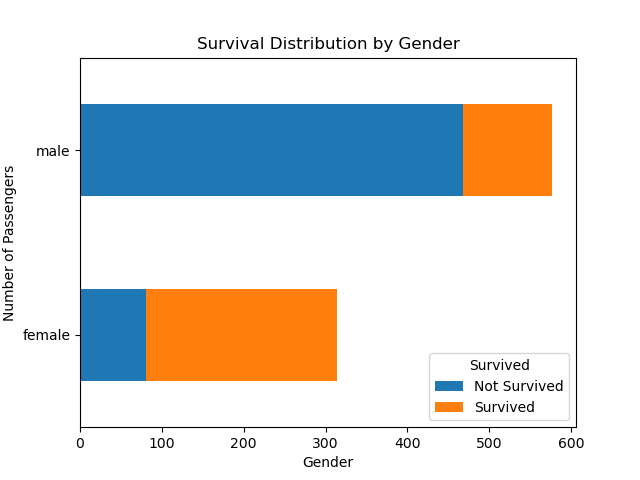 Survival Distribution by Gender
Number of Passengers
male
female
Survived
Not Survived
Survived
0 100 200 300 400 500 600
Gender